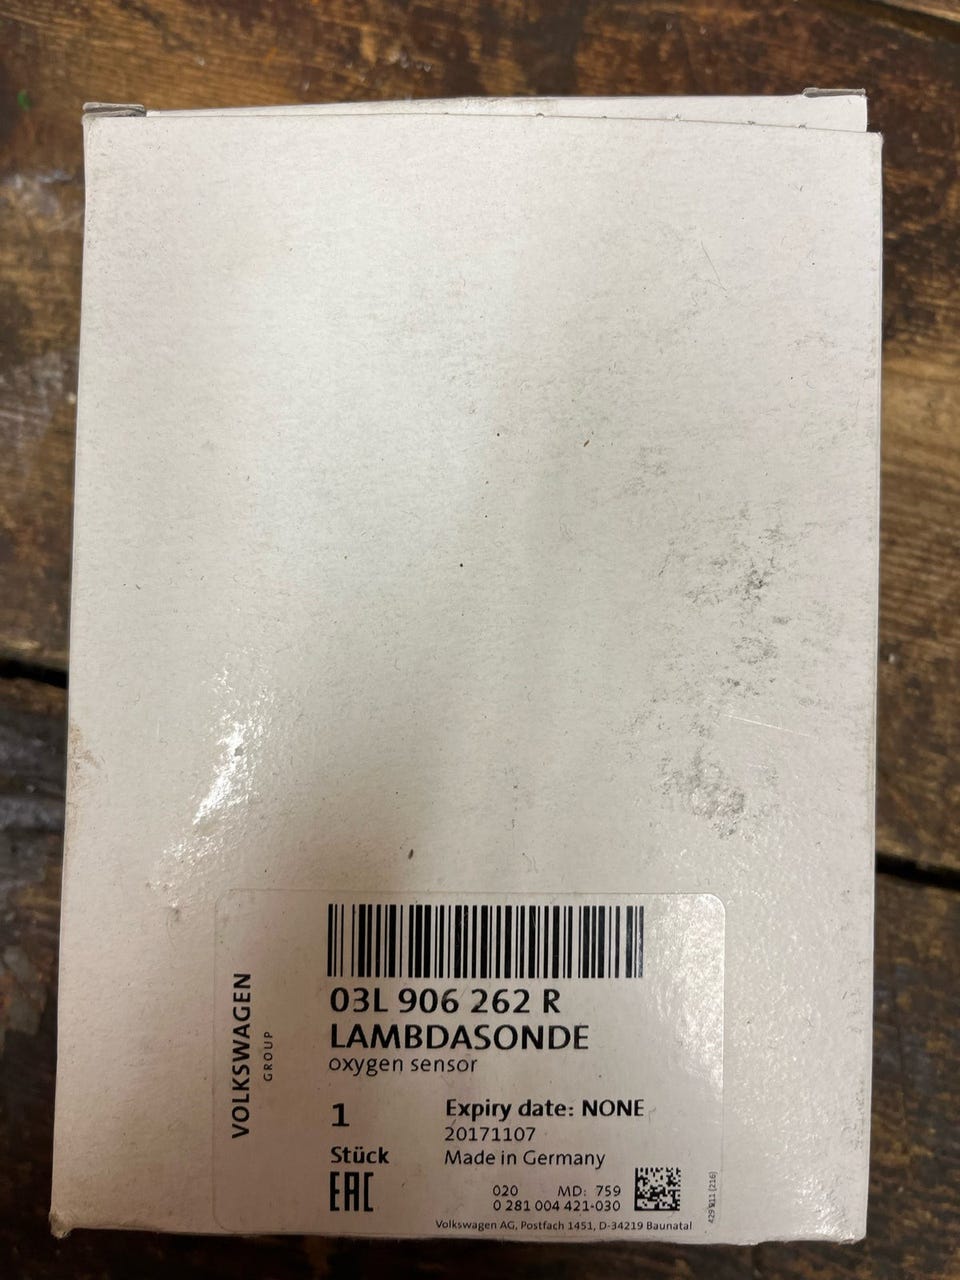 VOLKSWAGEN
GROUP
03L 906 262 R
LAMBDASONDE
oxygen sensor
1
Stück
Expiry date: NONE
20171107
Made in Germany
EAC
020 MD: 759
0 281 004 421-030
Volkswagen AG, Postfach 1451, D-34219 Baunatal
(216)